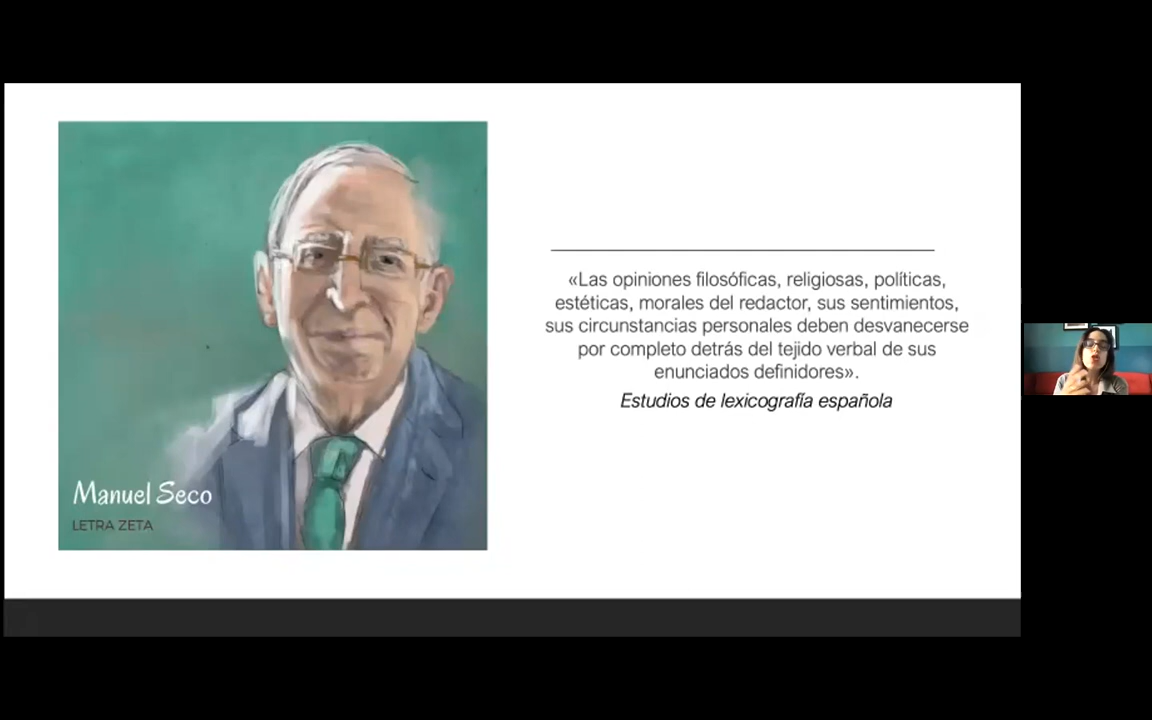 Manuel Seco
LETRA ZETA
«Las opiniones filosóficas, religiosas, políticas,
estéticas, morales del redactor, sus sentimientos,
sus circunstancias personales deben desvanecerse
por completo detrás del tejido verbal de sus
enunciados definidores».
Estudios de lexicografía española